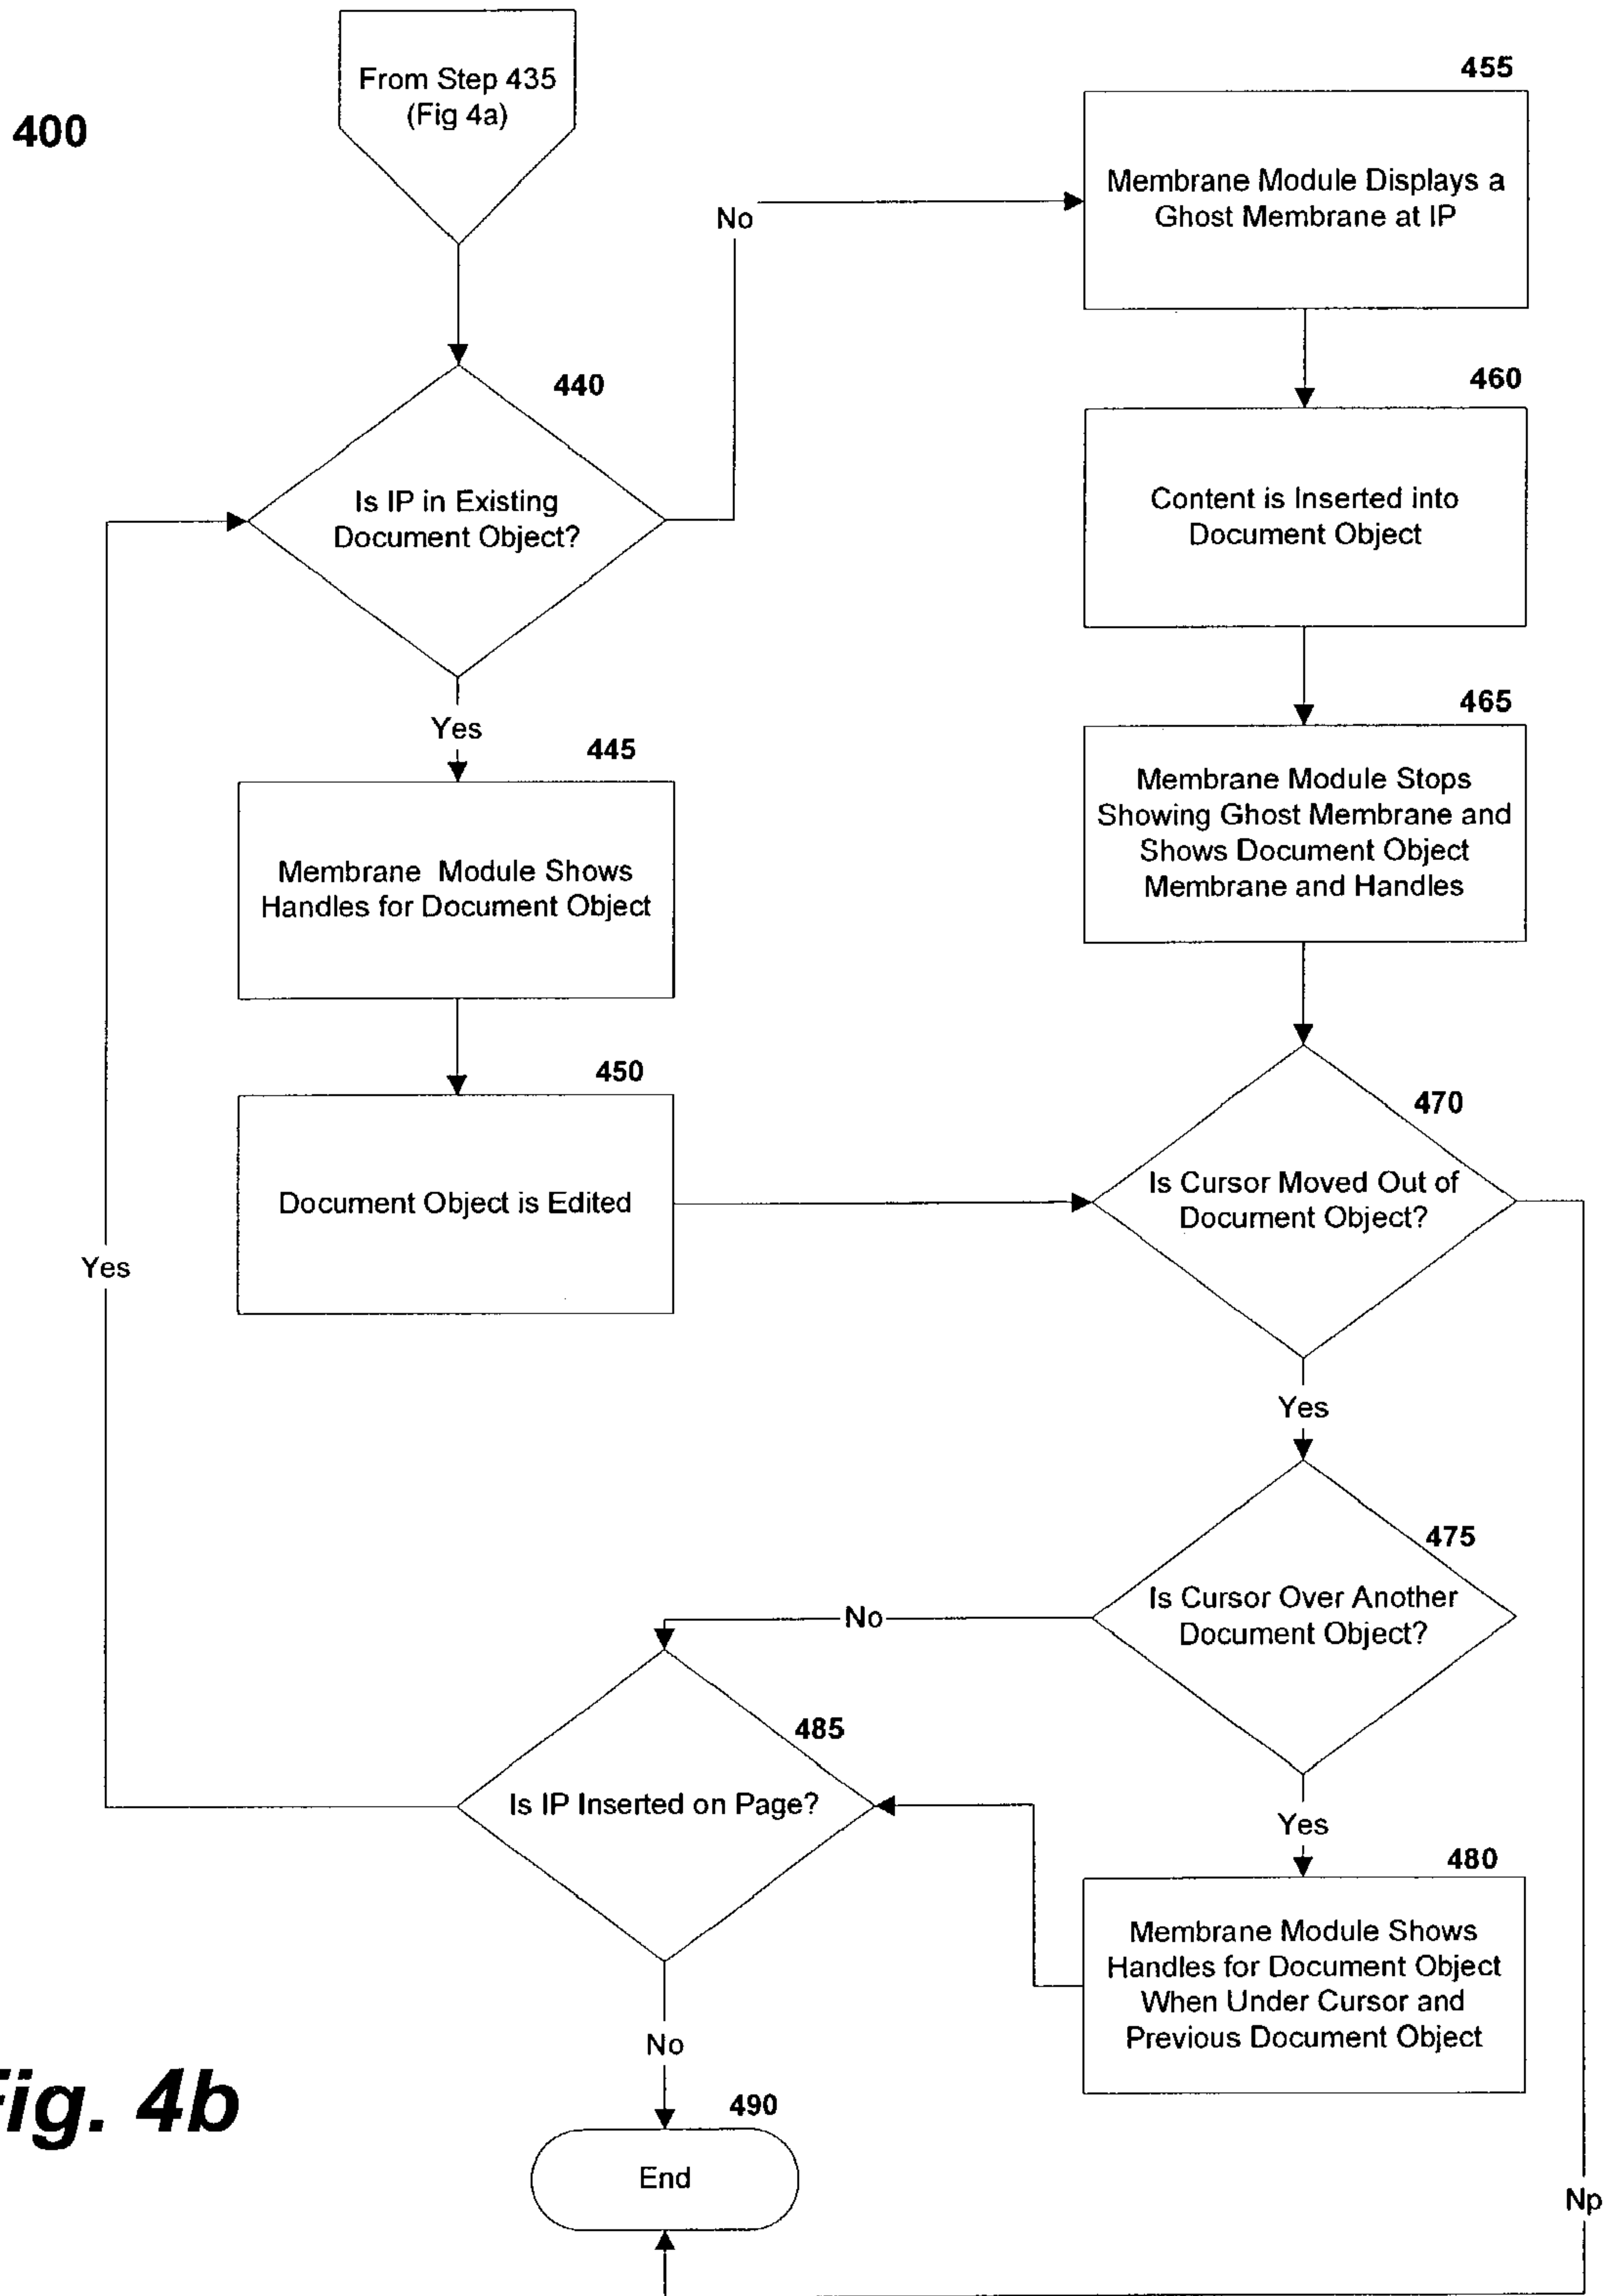 400
From Step 435
(Fig 4a)
455
Membrane Module Displays a
Ghost Membrane at IP
No
440
Is IP in Existing
Document Object?
460
Content is Inserted into
Document Object
Yes
445
Membrane Module Shows
Handles for Document Object
465
Membrane Module Stops
Showing Ghost Membrane and
Shows Document Object
Membrane and Handles
450
Document Object is Edited
470
Is Cursor Moved Out of
Document Object?
Yes
Yes
475
Is Cursor Over Another
Document Object?
No
485
Is IP Inserted on Page?
Yes
480
Membrane Module Shows
Handles for Document Object
When Under Cursor and
Previous Document Object
No
490
End
Np
Fig. 4b